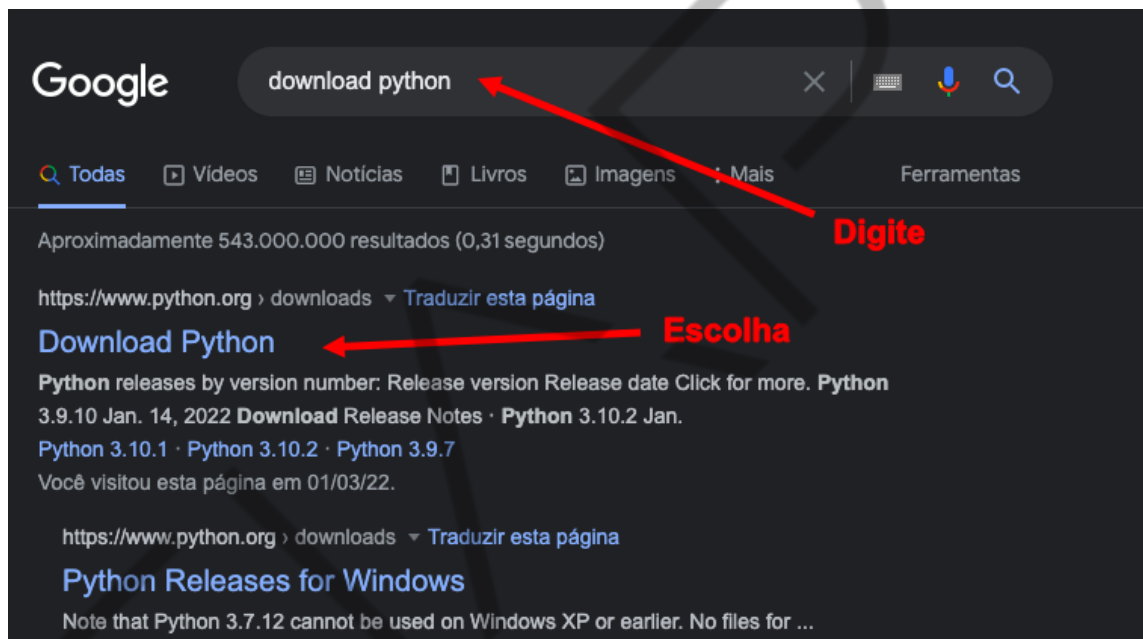 Google
download python
Todas Vídeos Notícias Livros Imagens Mais Ferramentas
Aproximadamente 543.000.000 resultados (0,31 segundos)
Digite
https://www.python.org › downloads Traduzir esta página
Download Python
Escolha
Python releases by version number: Release version Release date Click for more. Python
3.9.10 Jan. 14, 2022 Download Release Notes · Python 3.10.2 Jan.
Python 3.10.1 · Python 3.10.2 · Python 3.9.7
Você visitou esta página em 01/03/22.
https://www.python.org › downloads Traduzir esta página
Python Releases for Windows
Note that Python 3.7.12 cannot be used on Windows XP or earlier. No files for ...